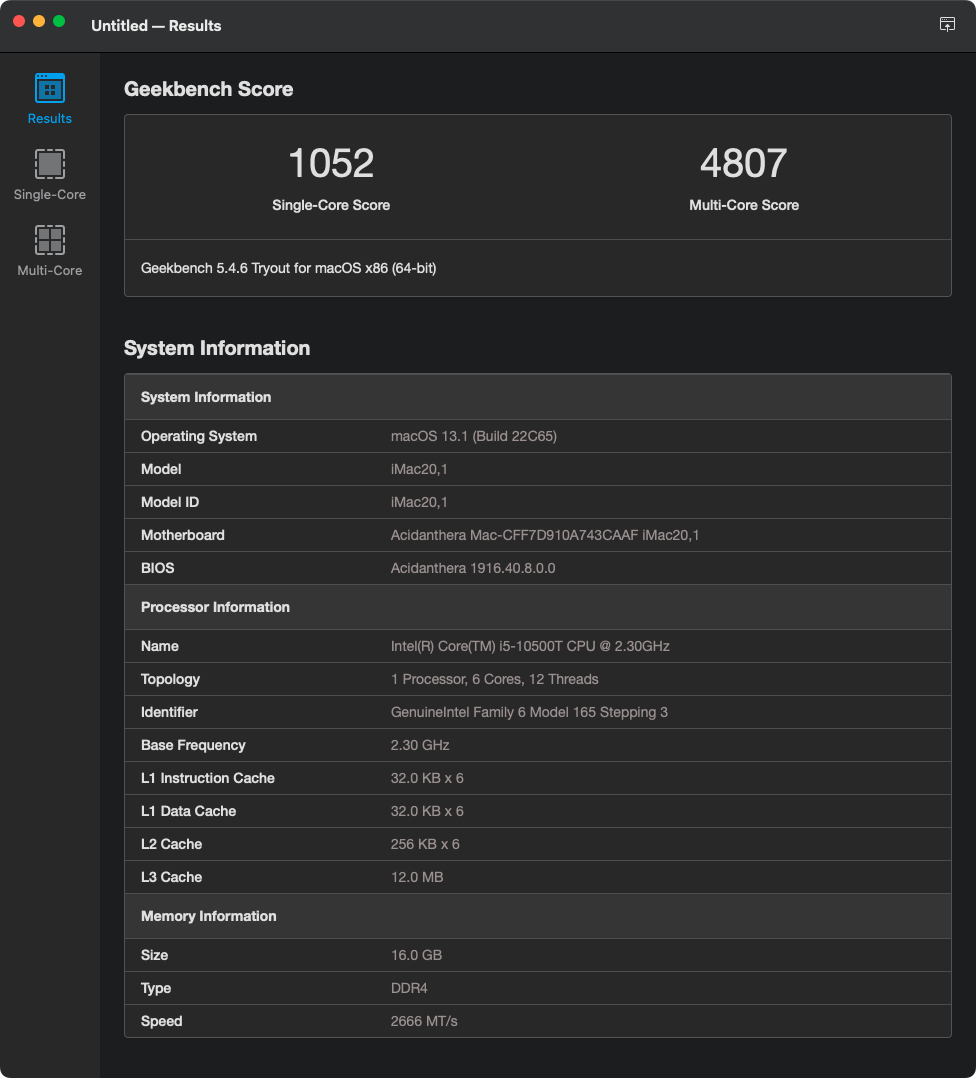 Untitled — Results
Results
Single-Core
Multi-Core
Geekbench Score
1052 4807
Single-Core Score Multi-Core Score
Geekbench 5.4.6 Tryout for macOS x86 (64-bit)
System Information
System Information
Operating System macOS 13.1 (Build 22C65)
Model iMac20,1
Model ID iMac20,1
Motherboard Acidanthera Mac-CFF7D910A743CAAF iMac20,1
BIOS Acidanthera 1916.40.8.0.0
Processor Information
Name Intel(R) Core(TM) i5-10500T CPU @ 2.30GHz
Topology 1 Processor, 6 Cores, 12 Threads
Identifier GenuineIntel Family 6 Model 165 Stepping 3
Base Frequency 2.30 GHz
L1 Instruction Cache 32.0 KB x 6
L1 Data Cache 32.0 KB x 6
L2 Cache 256 KB x 6
L3 Cache 12.0 MB
Memory Information
Size 16.0 GB
Type DDR4
Speed 2666 MT/s